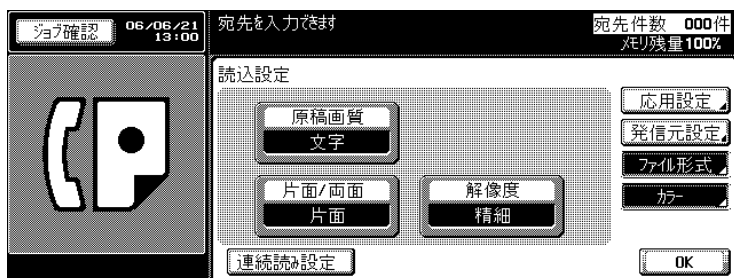 ジョブ確認
06/06/21
13:00
宛先を入力できます
宛先件数 000件
メモリ残量100%
読込設定
原稿画質
文字
片面/両面
片面
解像度
精細
応用設定
発信元設定
ファイル形式
カラー
連続読み設定
OK